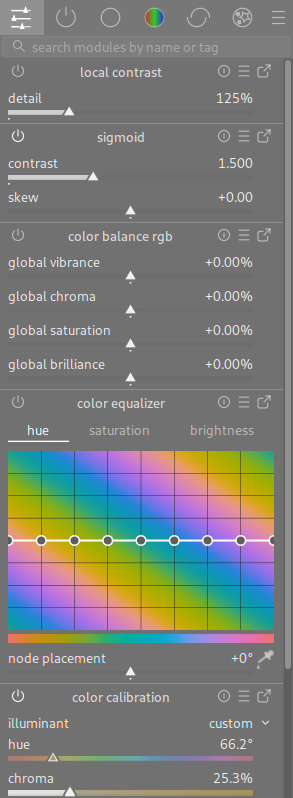 search modules by name or tag
local contrast
detail 125%
sigmoid
contrast 1.500
skew +0.00
color balance rgb
global vibrance +0.00%
global chroma +0.00%
global saturation +0.00%
global brilliance +0.00%
color equalizer
hue saturation brightness
node placement +0°
color calibration
illuminant custom
hue 66.2°
chroma 25.3%